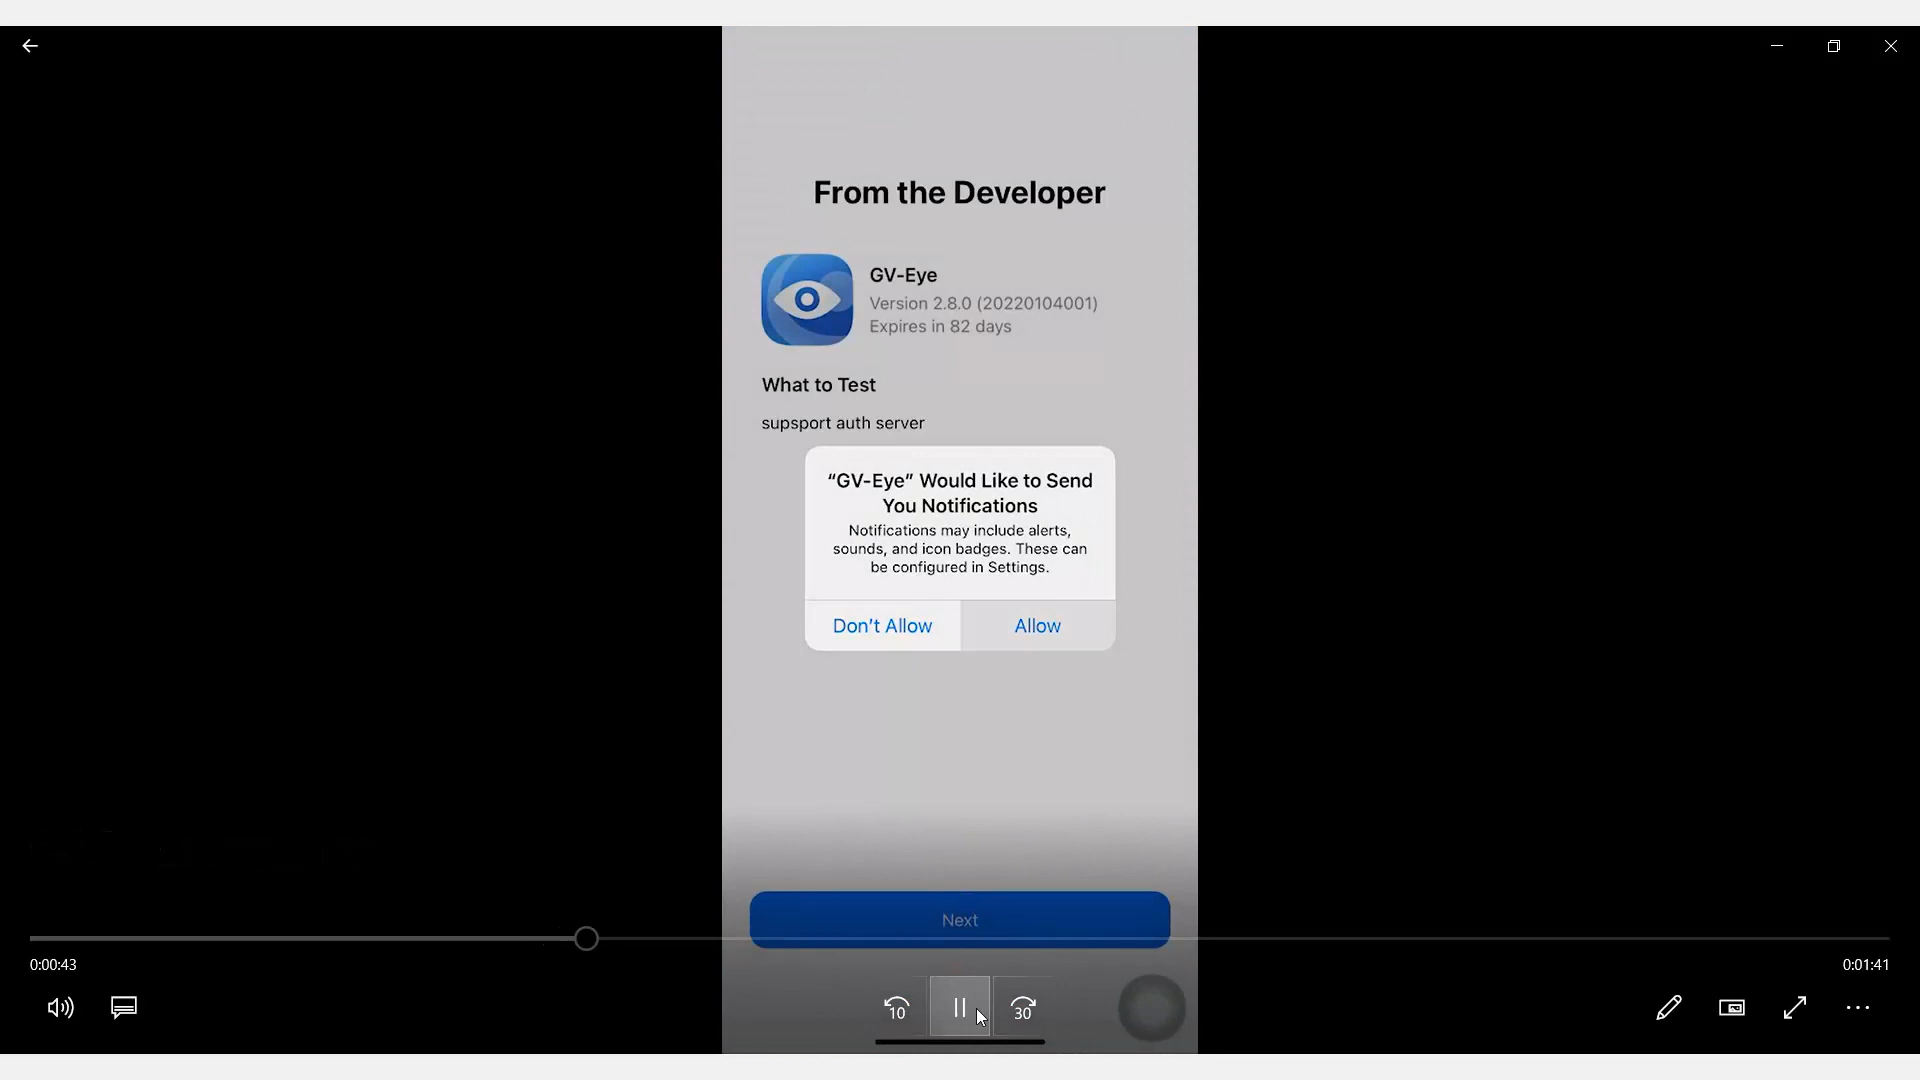 From the Developer
GV-Eye
Version 2.8.0 (20220104001)
Expires in 82 days
What to Test
supsport auth server
“GV-Eye” Would Like to Send
You Notifications
Notifications may include alerts,
sounds, and icon badges. These can
be configured in Settings.
Don't Allow
Allow
Next
0:00:43
0:01:41
10
30